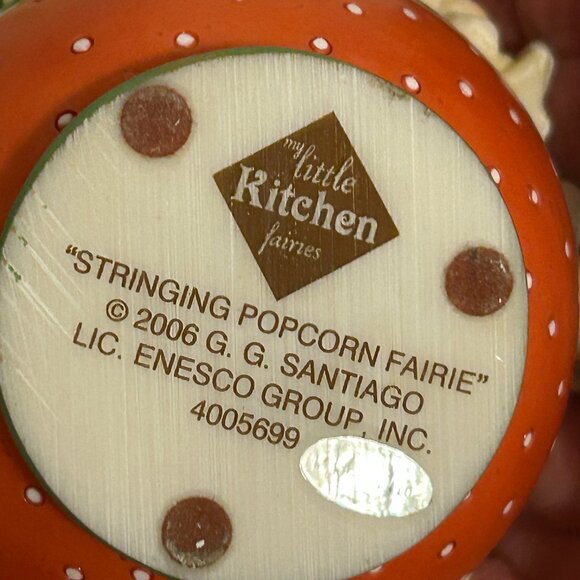 my
little
Kitchen
fairies
"STRINGING POPCORN FAIRIE"
© 2006 G. G. SANTIAGO
LIC. ENESCO GROUP, INC.
4005699